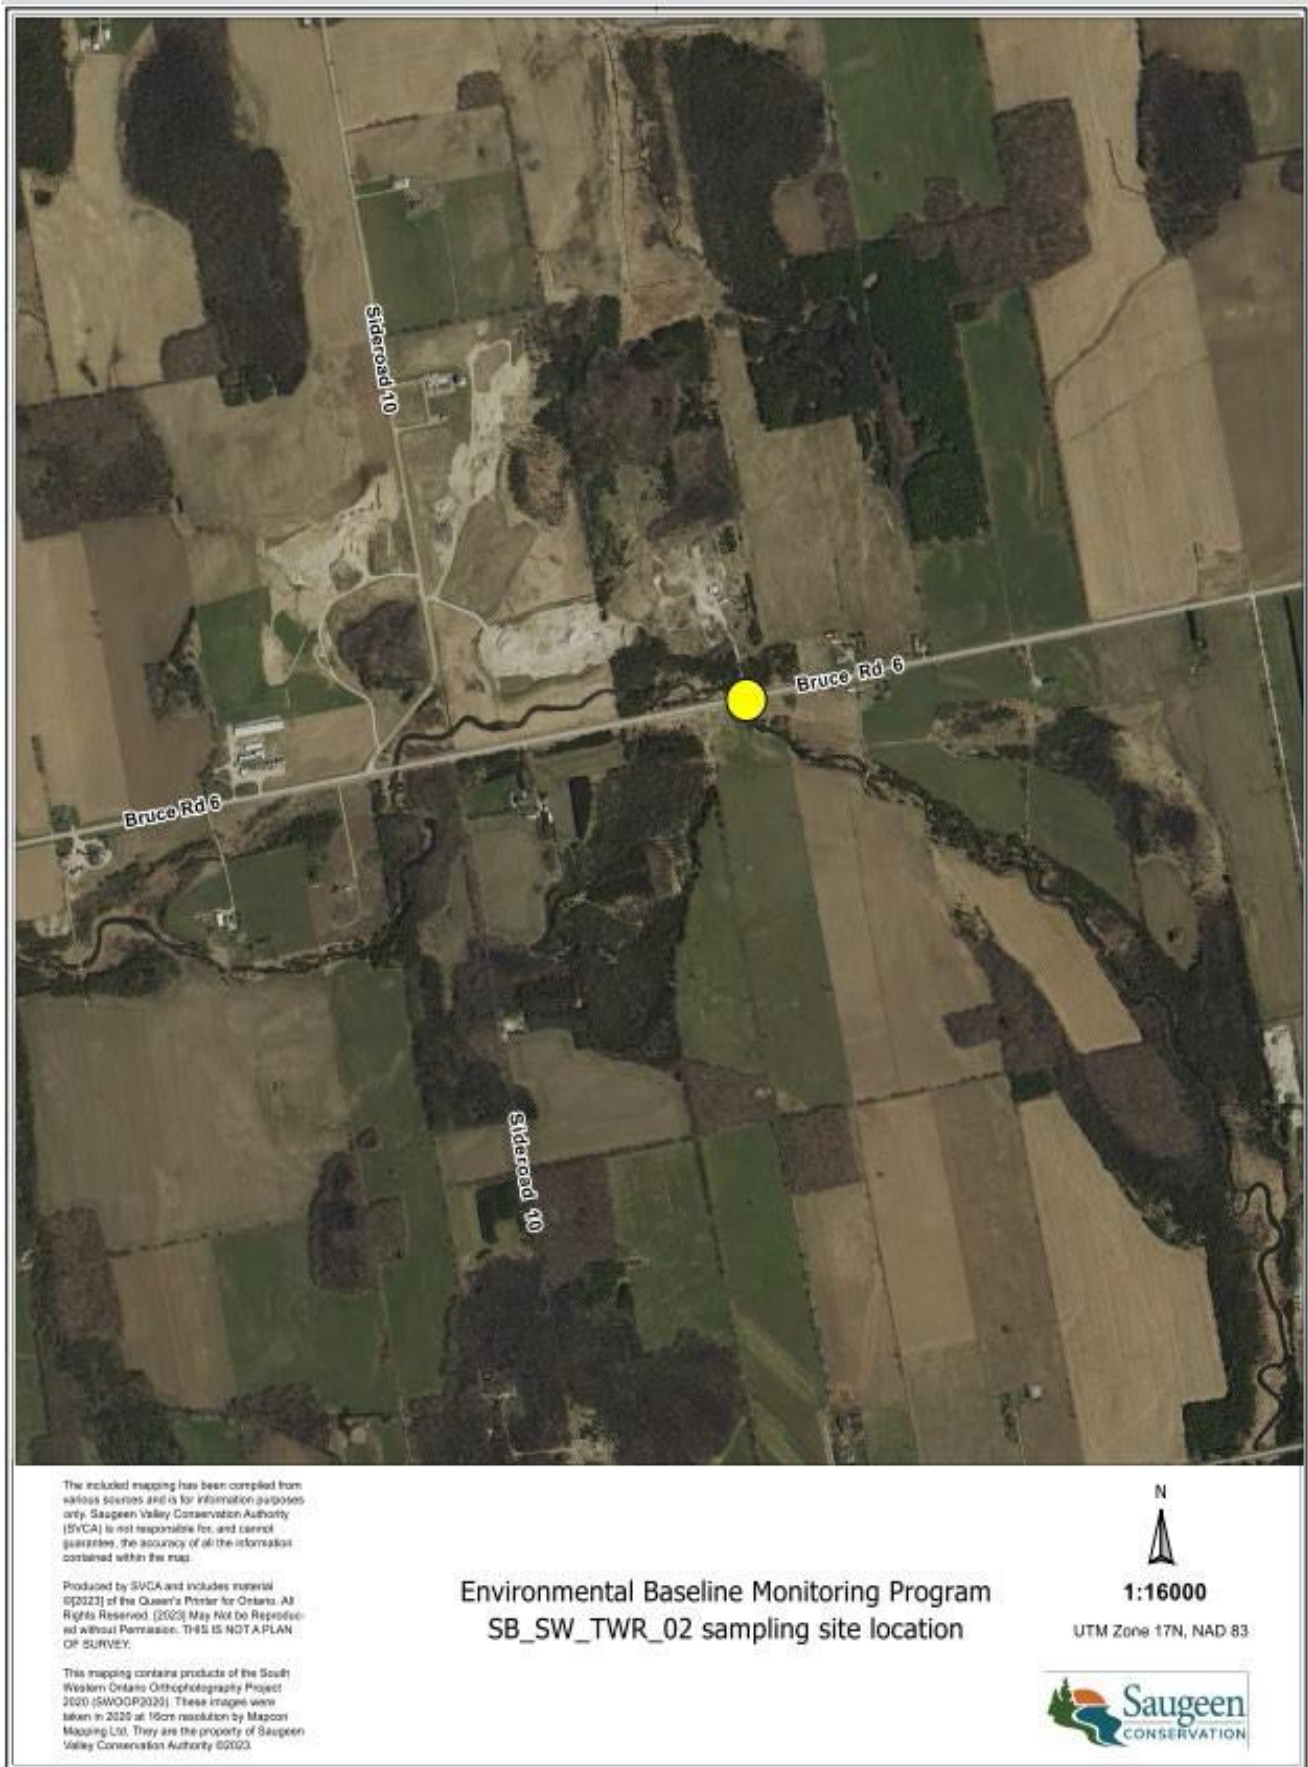 Sideroad 10
Bruce Rd 6
Bruce Rd 6
Sideroad 10
The included mapping has been compiled from
various sources and is for information purposes
only. Saugeen Valley Conservation Authority
(SVCA) is not responsible for, and cannot
guarantee, the accuracy of all the information
contained within the map.
Produced by SVCA and includes material
©[2023] of the Queen's Printer for Ontario. All
Rights Reserved. [2023] May Not be Reproduc-
ed without Permission. THIS IS NOT A PLAN
OF SURVEY.
This mapping contains products of the South
Western Ontario Orthophotography Project
2020 (SWOOP2020). These images were
taken in 2020 at 16cm resolution by Mapcon
Mapping Ltd. They are the property of Saugeen
Valley Conservation Authority ©2023.
Environmental Baseline Monitoring Program
SB_SW_TWR_02 sampling site location
N
1:16000
UTM Zone 17N, NAD 83
Saugeen
CONSERVATION